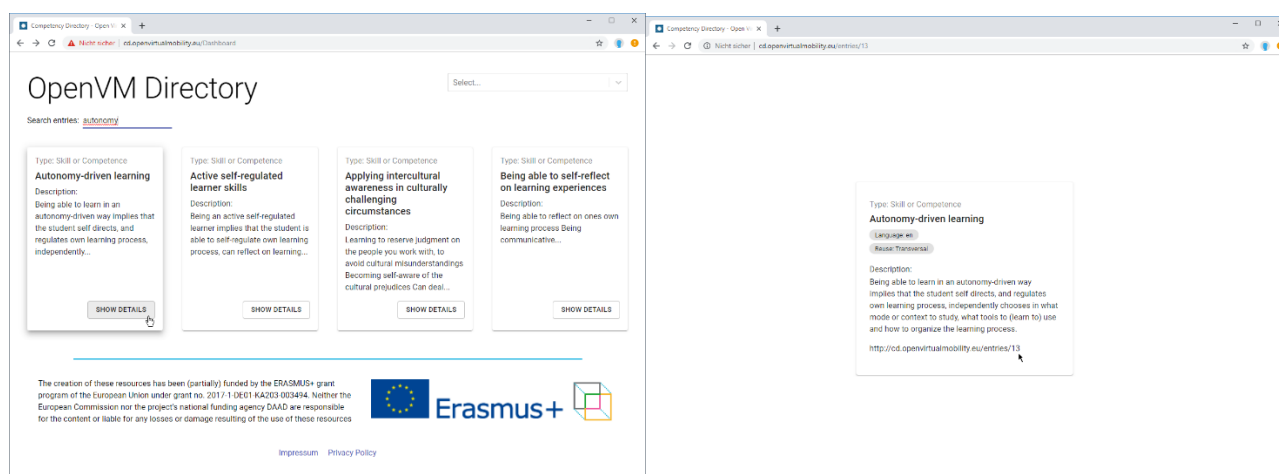 Competency Directory - Open V
Nicht sicher | cd.openvirtualmobility.eu/Dashboard
OpenVM Directory
Select...
Search entries: autonomy
Type: Skill or Competence
Autonomy-driven learning
Description:
Being able to learn in an
autonomy-driven way implies that
the student self directs, and
regulates own learning process,
independently...
SHOW DETAILS
Type: Skill or Competence
Active self-regulated
learner skills
Description:
Being an active self-regulated
learner implies that the student is
able to self-regulate own learning
process, can reflect on learning...
SHOW DETAILS
Type: Skill or Competence
Applying intercultural
awareness in culturally
challenging
circumstances
Description:
Learning to reserve judgment on
the people you work with, to
avoid cultural misunderstandings
Becoming self-aware of the
cultural prejudices Can deal...
SHOW DETAILS
Type: Skill or Competence
Being able to self-reflect
on learning experiences
Description:
Being able to reflect on ones own
learning process Being
communicative...
SHOW DETAILS
The creation of these resources has been (partially) funded by the ERASMUS+ grant
program of the European Union under grant no. 2017-1-DE01-KA203-003494. Neither the
European Commission nor the project's national funding agency DAAD are responsible
for the content or liable for any losses or damage resulting of the use of these resources
Erasmus+
Impressum Privacy Policy
Competency Directory - Open V
Nicht sicher | cd.openvirtualmobility.eu/entries/13
Type: Skill or Competence
Autonomy-driven learning
Language: en
Reuse: Transversal
Description:
Being able to learn in an autonomy-driven way
implies that the student self directs, and regulates
own learning process, independently chooses in what
mode or context to study, what tools to (learn to) use
and how to organize the learning process.
http://cd.openvirtualmobility.eu/entries/13